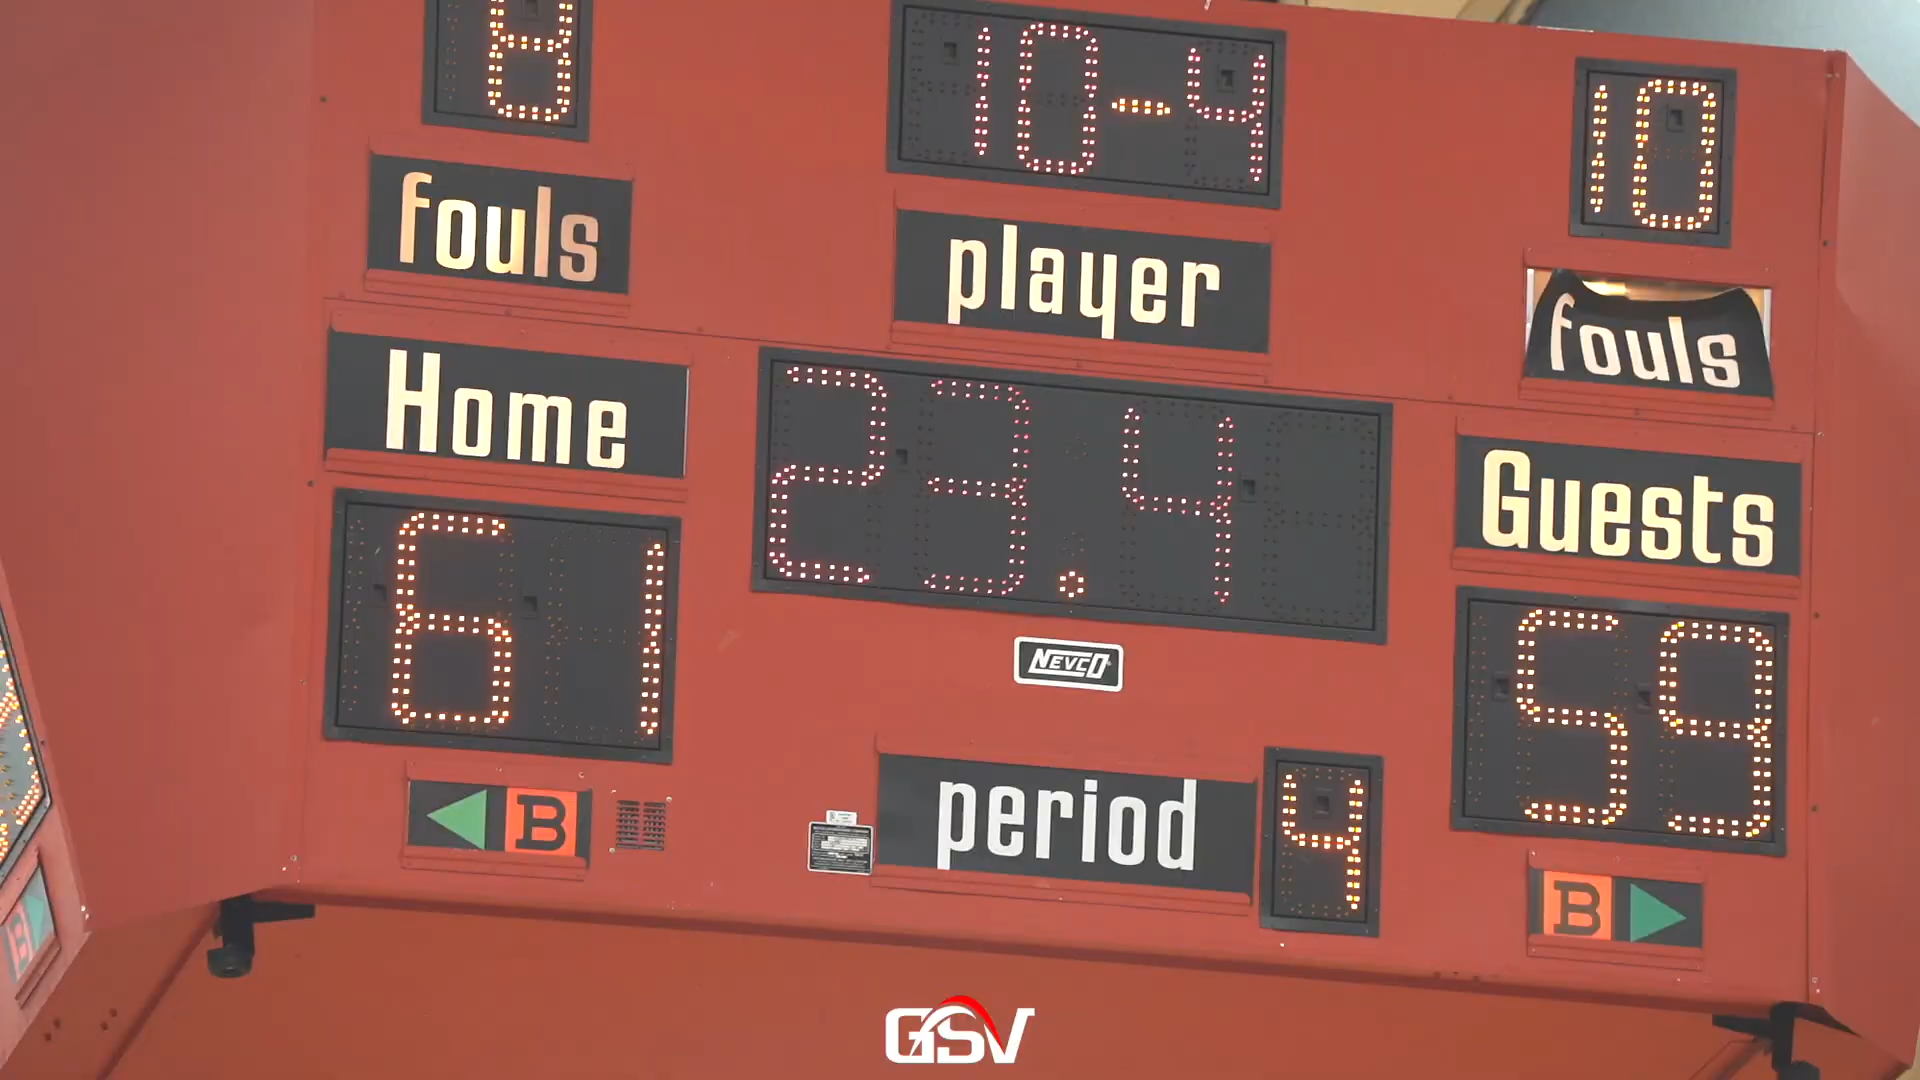 8
10-4
10
fouls
player
fouls
Home
23.4
Guests
61
59
NEVCO
period
4
B
B
B
GSV